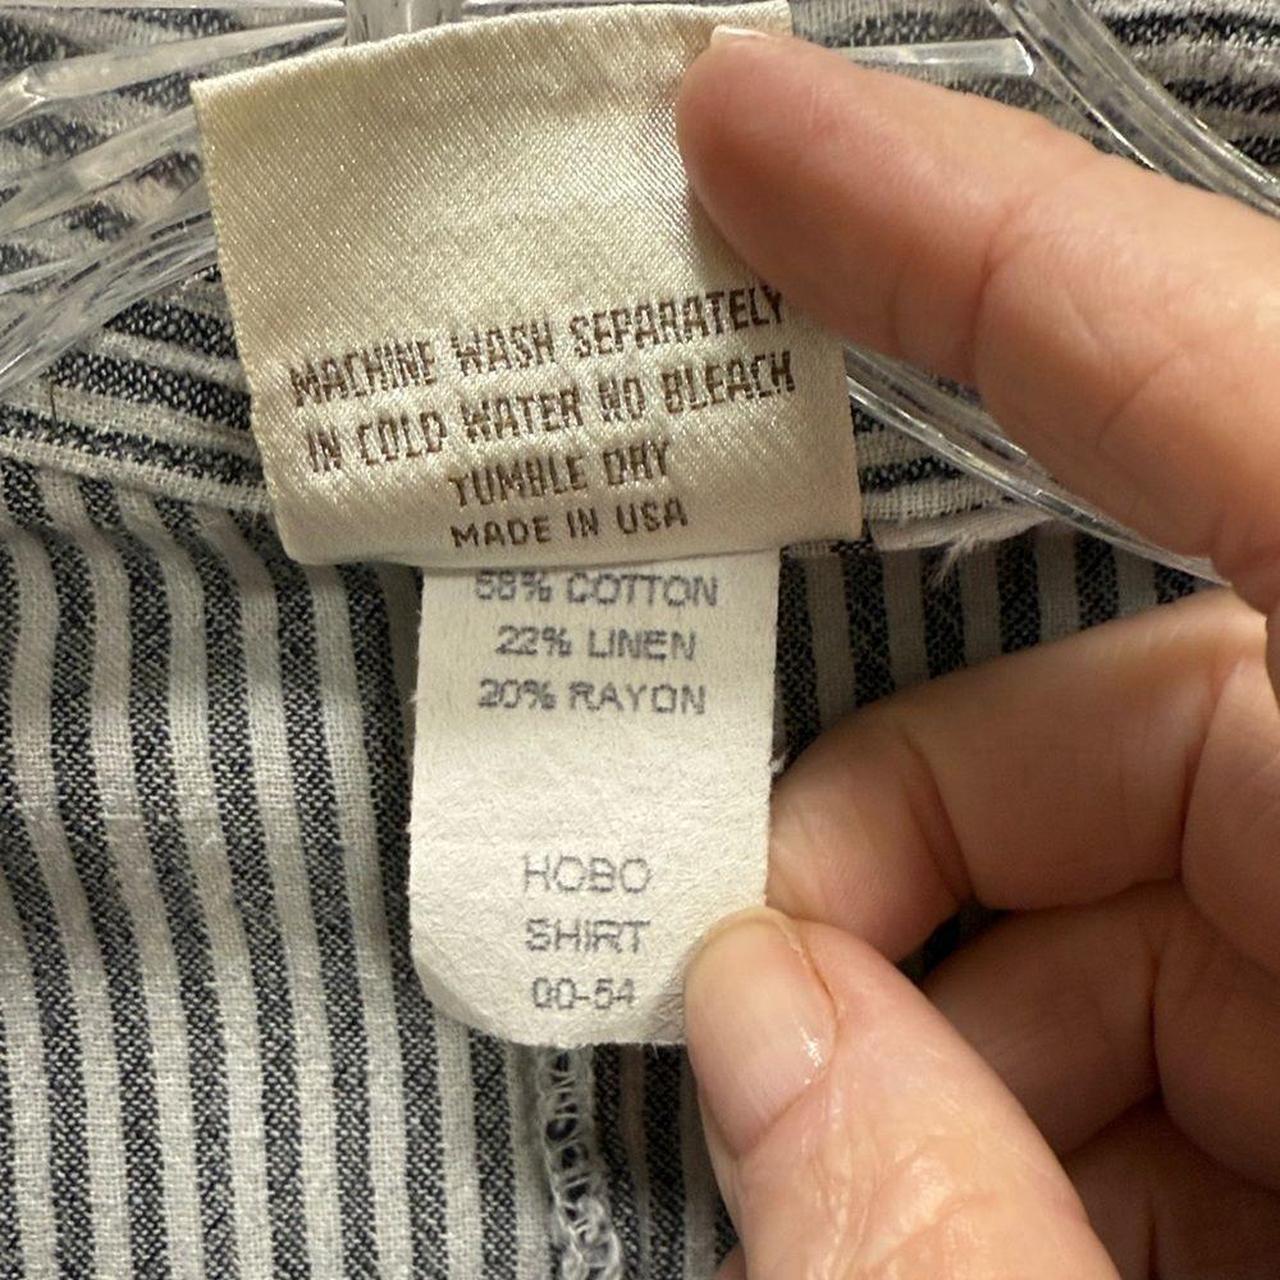 MACHINE WASH SEPARATELY
IN COLD WATER NO BLEACH
TUMBLE DRY
MADE IN USA
58% COTTON
22% LINEN
20% RAYON
HOBO
SHIRT
00-54